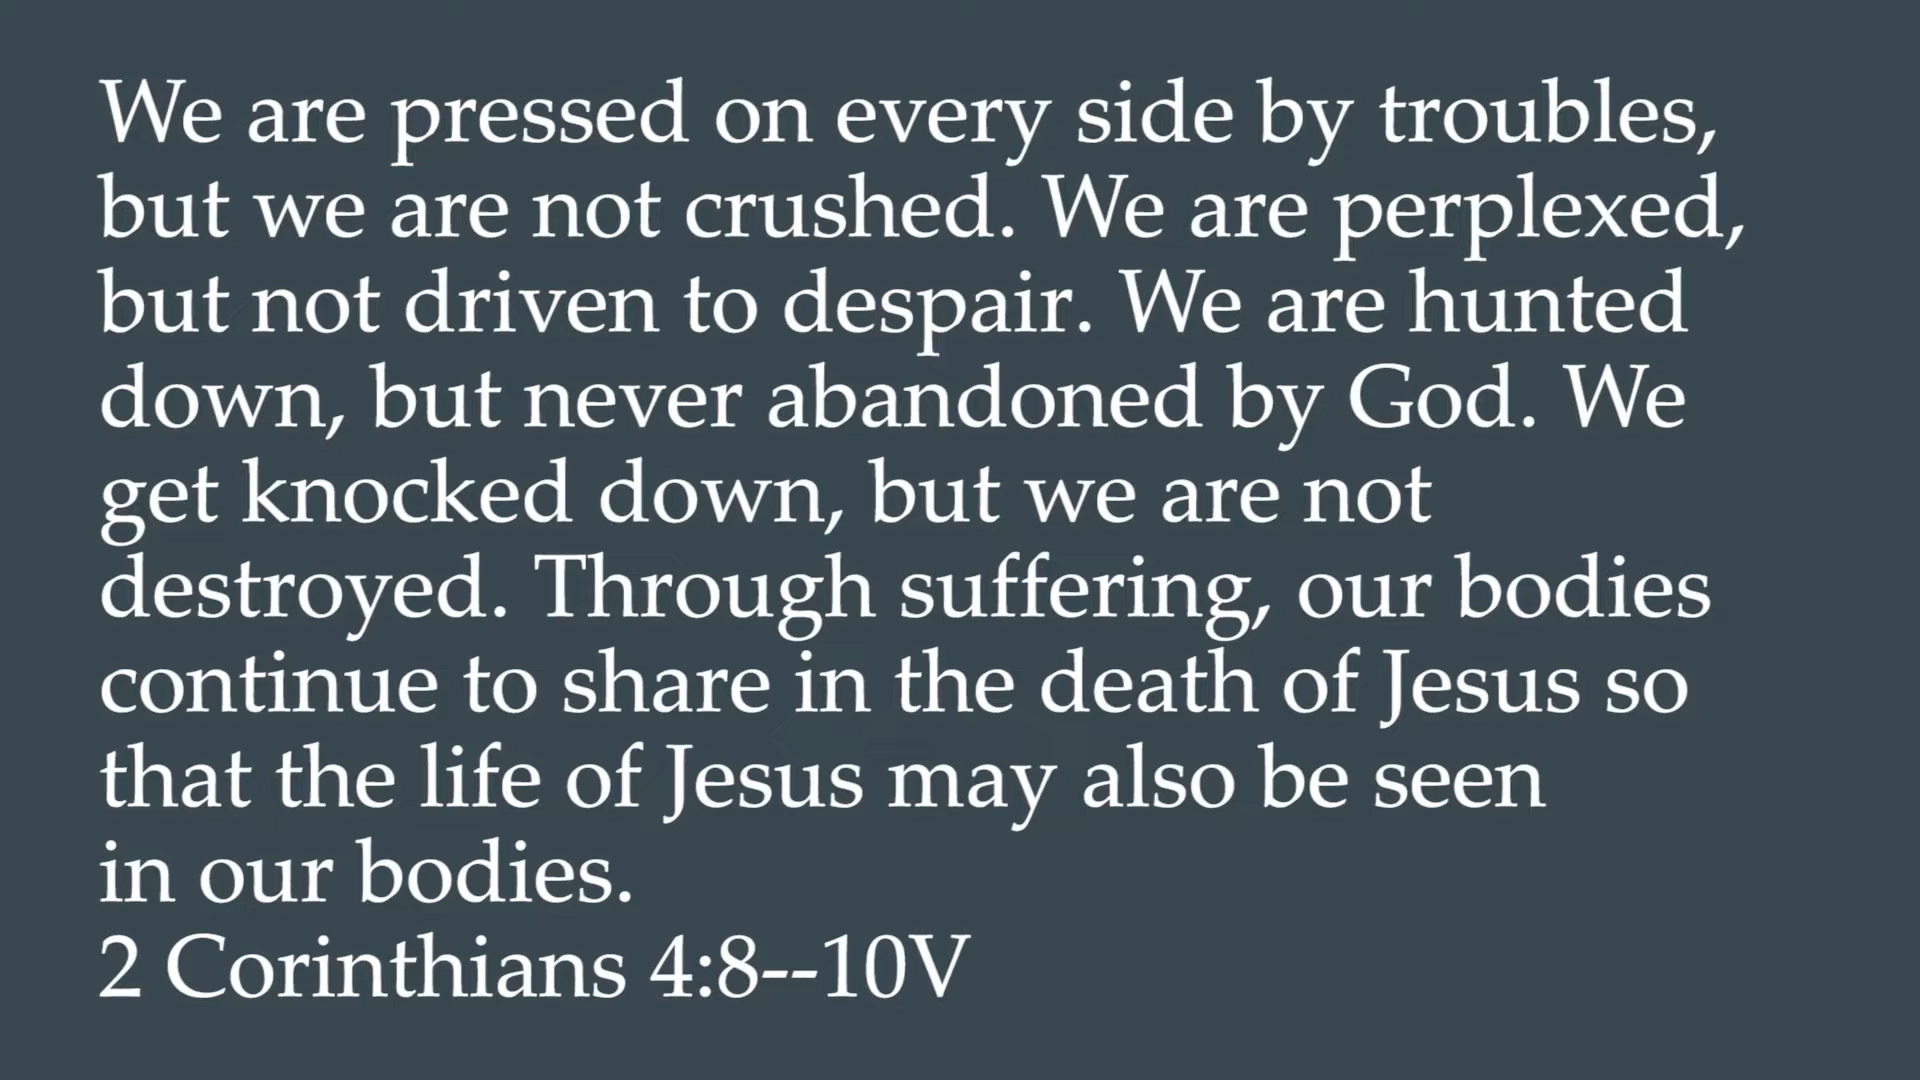 We are pressed on every side by troubles,
but we are not crushed. We are perplexed,
but not driven to despair. We are hunted
down, but never abandoned by God. We
get knocked down, but we are not
destroyed. Through suffering, our bodies
continue to share in the death of Jesus so
that the life of Jesus may also be seen
in our bodies.
2 Corinthians 4:8--10V